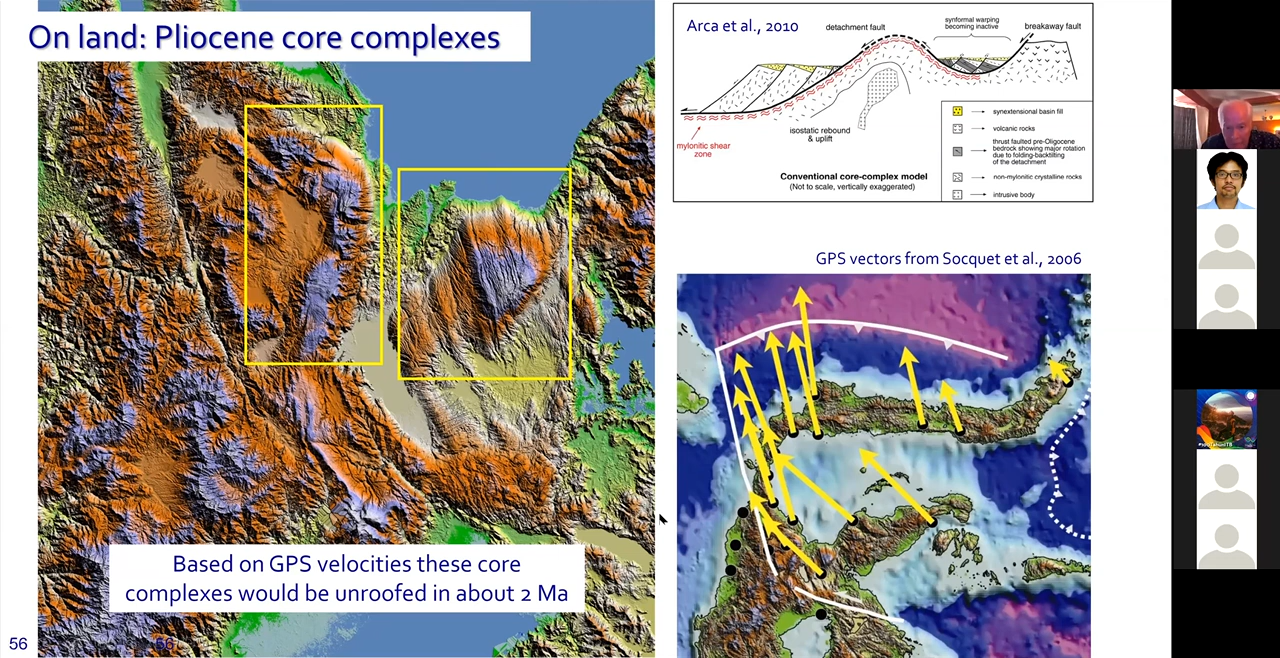 On land: Pliocene core complexes
Based on GPS velocities these core
complexes would be unroofed in about 2 Ma
56
56
Arca et al., 2010
detachment fault
synformal warping
becoming inactive
breakaway fault
mylonitic shear
zone
isostatic rebound
& uplift
Conventional core-complex model
(Not to scale, vertically exaggerated)
synextensional basin fill
volcanic rocks
thrust faulted pre-Oligocene
bedrock showing major rotation
due to folding-backtilting
of the detachment
non-mylonitic crystalline rocks
intrusive body
GPS vectors from Socquet et al., 2006